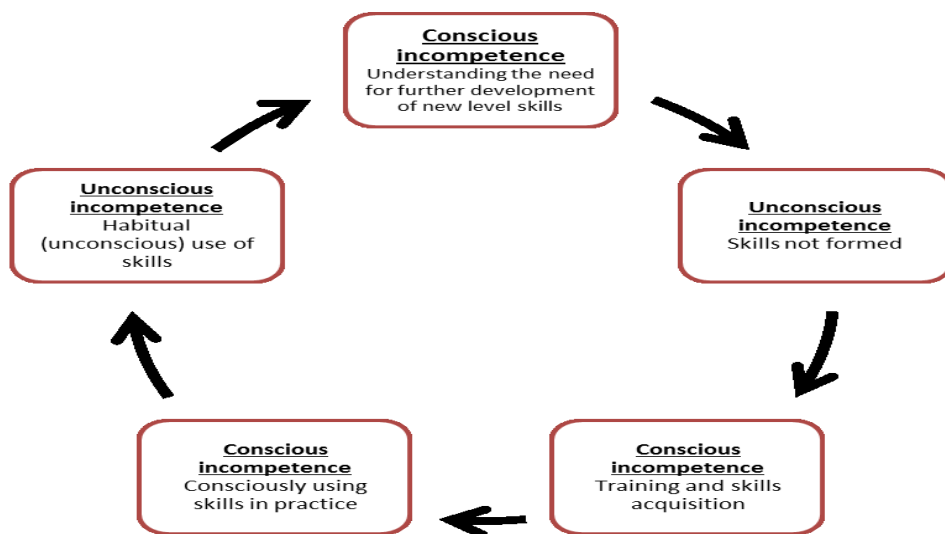 Conscious
incompetence
Understanding the need
for further development
of new level skills
Unconscious
incompetence
Skills not formed
Conscious
incompetence
Training and skills
acquisition
Conscious
incompetence
Consciously using
skills in practice
Unconscious
incompetence
Habitual
(unconscious) use of
skills